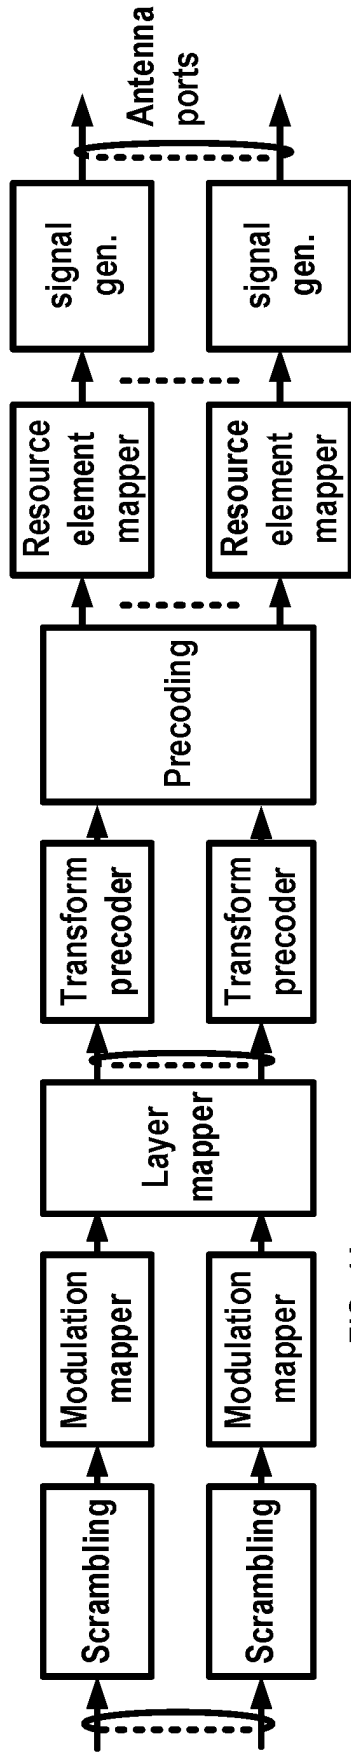 Scrambling
Scrambling
Modulation
mapper
Modulation
mapper
Layer
mapper
Transform
precoder
Transform
precoder
Precoding
Resource
element
mapper
Resource
element
mapper
signal
gen.
signal
gen.
Antenna
ports